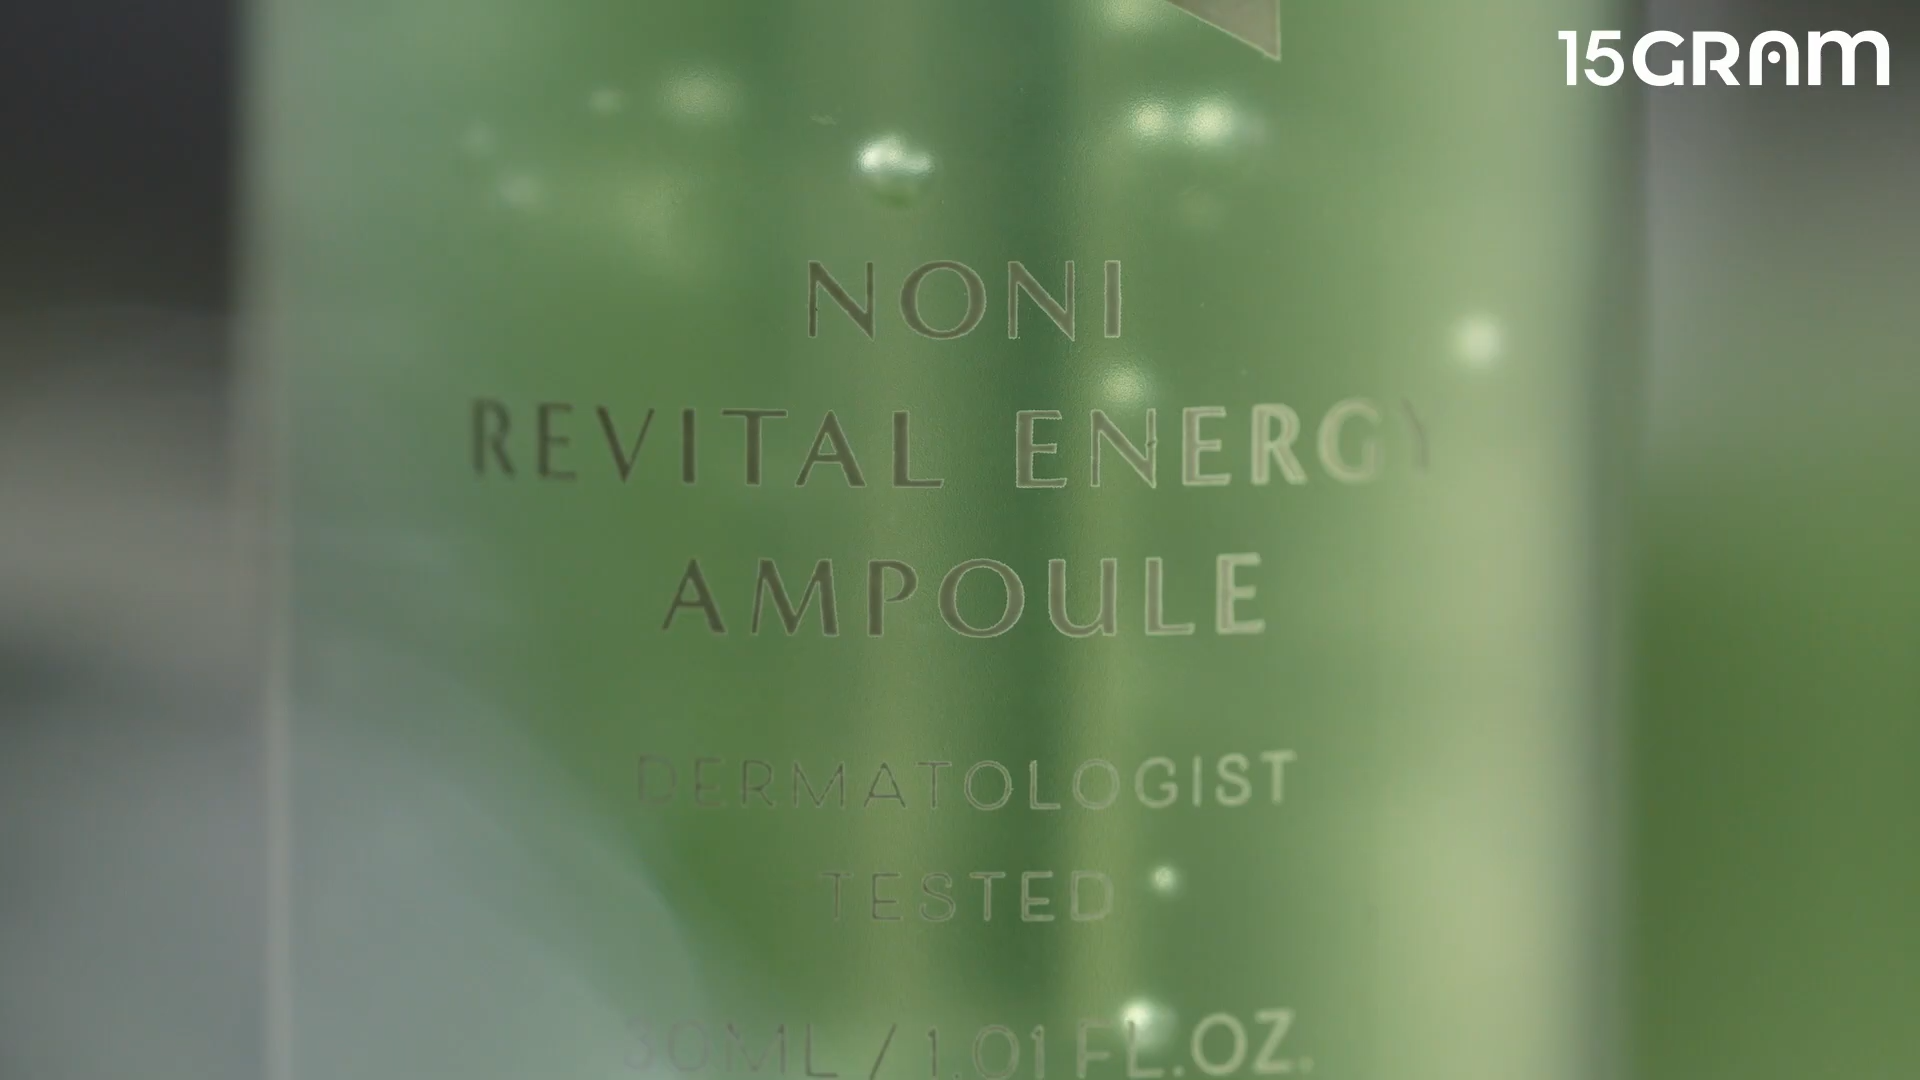 15GRAM
NONI
REVITAL ENERGY
AMPOULE
DERMATOLOGIST
TESTED
30ML / 1.01 FL.OZ.